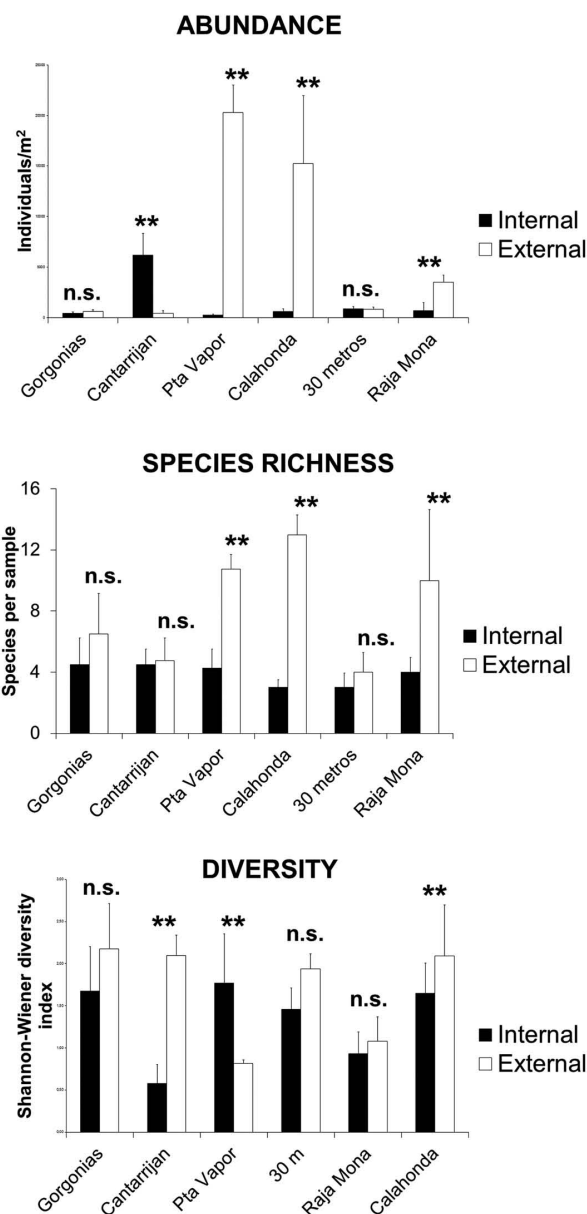 ABUNDANCE
Individuals/m²
n.s.
**
**
**
n.s.
**
Internal
External
Gorgonias
Cantarrijan
Pta Vapor
Calahonda
30 metros
Raja Mona
SPECIES RICHNESS
Species per sample
16
12
8
4
0
n.s.
n.s.
**
**
n.s.
**
Internal
External
Gorgonias
Cantarrijan
Pta Vapor
Calahonda
30 metros
Raja Mona
DIVERSITY
Shannon-Wiener diversity
index
n.s.
**
**
n.s.
n.s.
**
Internal
External
Gorgonias
Cantarrijan
Pta Vapor
30 m
Raja Mona
Calahonda